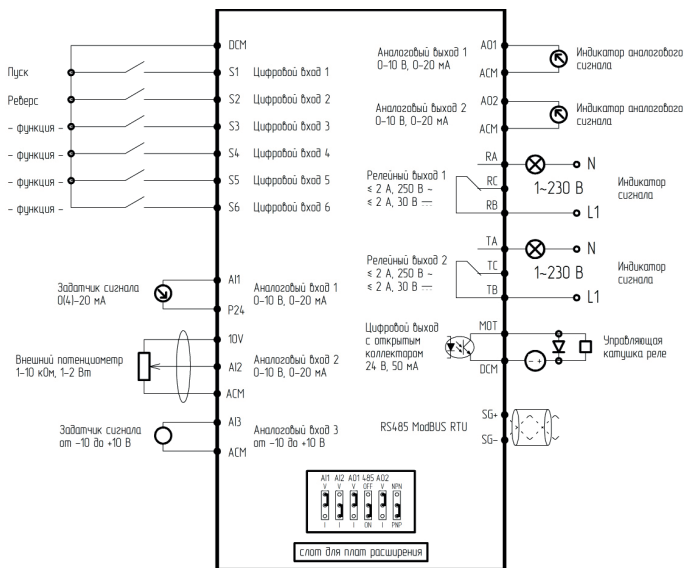 DCM
Пуск
S1 Цифровой вход 1
Реверс
S2 Цифровой вход 2
– функция –
S3 Цифровой вход 3
– функция –
S4 Цифровой вход 4
– функция –
S5 Цифровой вход 5
– функция –
S6 Цифровой вход 6
Задатчик сигнала
0(4)–20 мА
AI1
P24
Аналоговый вход 1
0–10 В, 0–20 мА
Внешний потенциометр
1–10 кОм, 1–2 Вт
10V
AI2
ACM
Аналоговый вход 2
0–10 В, 0–20 мА
Задатчик сигнала
от –10 до +10 В
AI3
ACM
Аналоговый вход 3
от –10 до +10 В
Аналоговый выход 1
0–10 В, 0–20 мА
AO1
ACM
Индикатор аналогового
сигнала
Аналоговый выход 2
0–10 В, 0–20 мА
AO2
ACM
Индикатор аналогового
сигнала
Релейный выход 1
≤ 2 А, 250 В ~
≤ 2 А, 30 В ⎓
RA
RC
RB
N
1~230 В
L1
Индикатор
сигнала
Релейный выход 2
≤ 2 А, 250 В ~
≤ 2 А, 30 В ⎓
TA
TC
TB
N
1~230 В
L1
Индикатор
сигнала
Цифровой выход
с открытым
коллектором
24 В, 50 мА
MOT
DCM
- +
Управляющая
катушка реле
RS485 ModBUS RTU
SG+
SG-
AI1 AI2 AO1 485 AO2
V V V OFF V NPN
I I I ON I PNP
слот для плат расширения